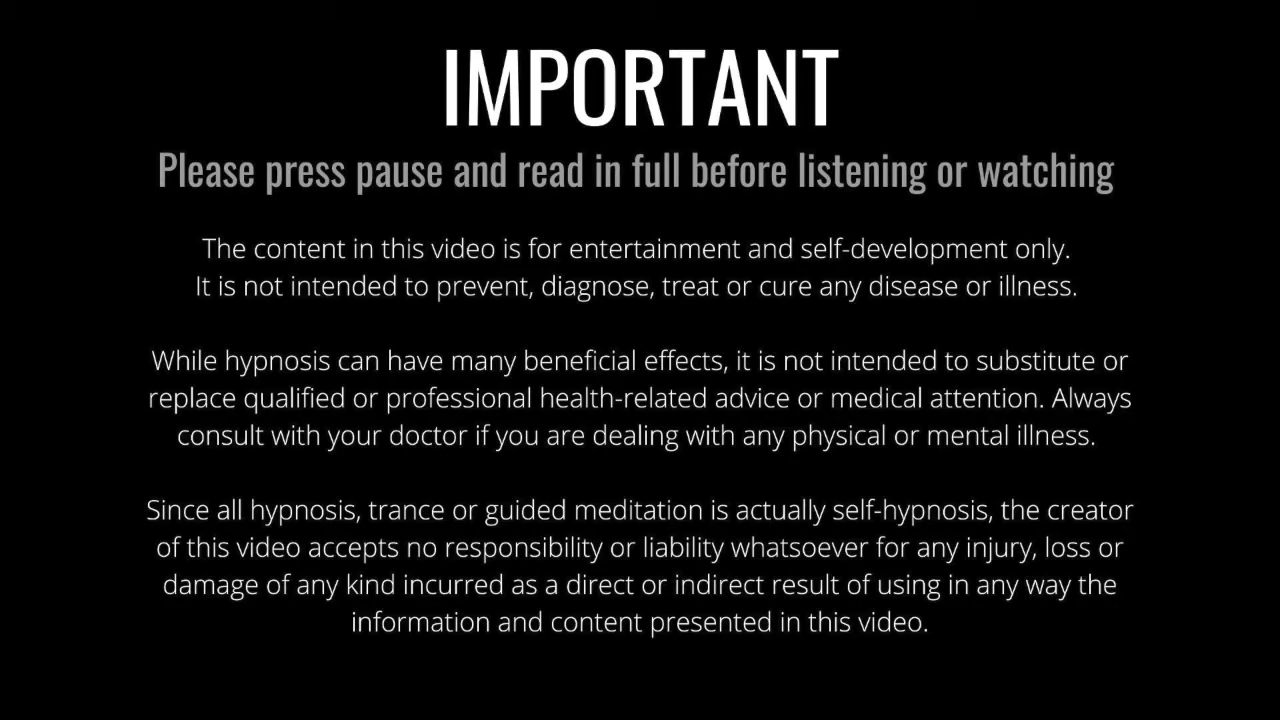 IMPORTANT
Please press pause and read in full before listening or watching
The content in this video is for entertainment and self-development only.
It is not intended to prevent, diagnose, treat or cure any disease or illness.
While hypnosis can have many beneficial effects, it is not intended to substitute or
replace qualified or professional health-related advice or medical attention. Always
consult with your doctor if you are dealing with any physical or mental illness.
Since all hypnosis, trance or guided meditation is actually self-hypnosis, the creator
of this video accepts no responsibility or liability whatsoever for any injury, loss or
damage of any kind incurred as a direct or indirect result of using in any way the
information and content presented in this video.